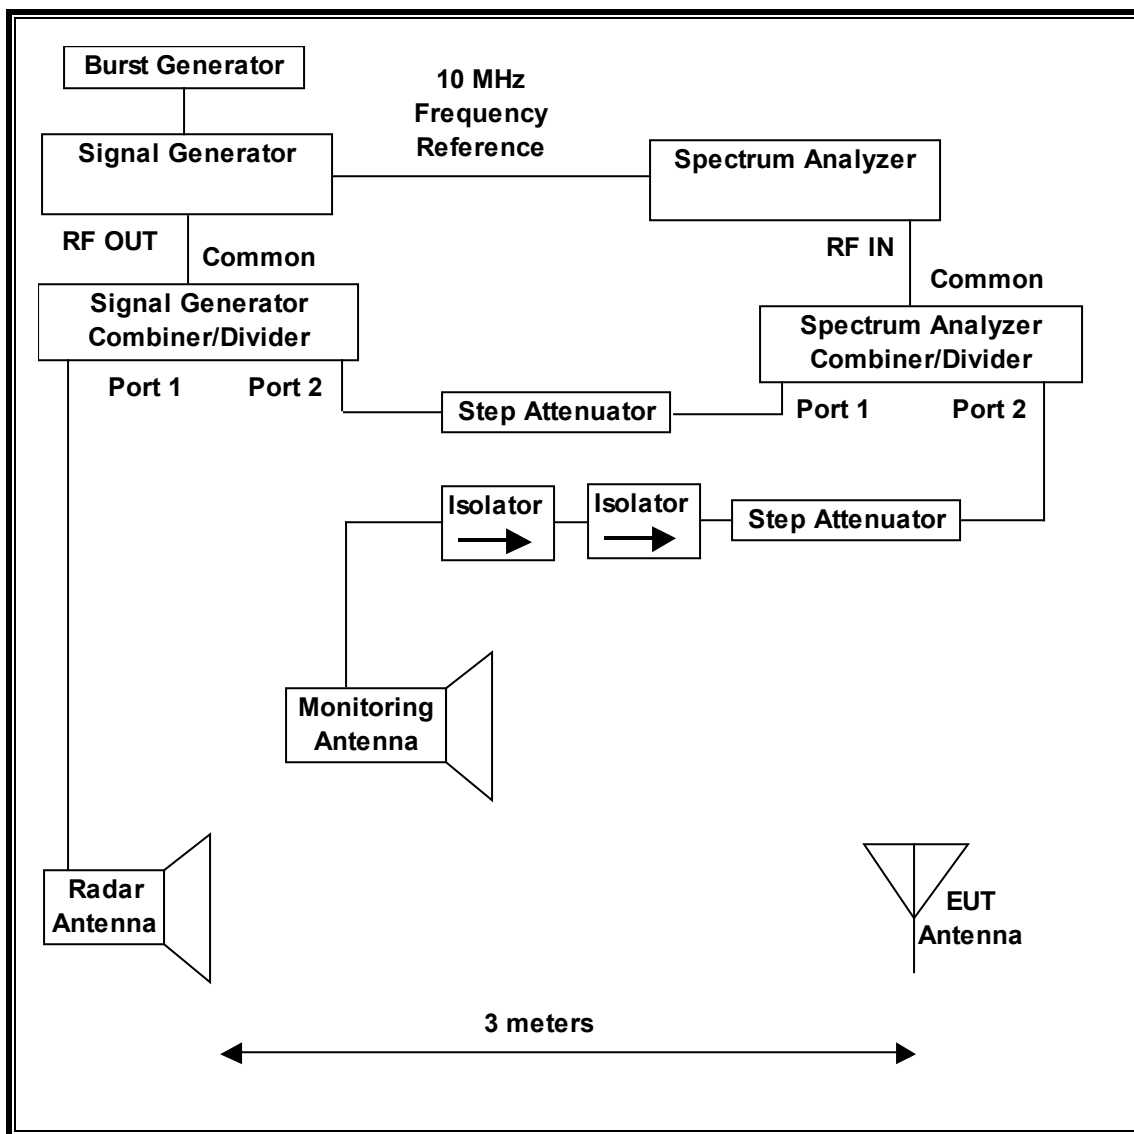 Burst Generator
10 MHz
Frequency
Reference
Signal Generator
Spectrum Analyzer
RF OUT
Common
RF IN
Common
Signal Generator
Combiner/Divider
Spectrum Analyzer
Combiner/Divider
Port 1
Port 2
Step Attenuator
Port 1
Port 2
Isolator
Isolator
Step Attenuator
Monitoring
Antenna
Radar
Antenna
EUT
Antenna
3 meters